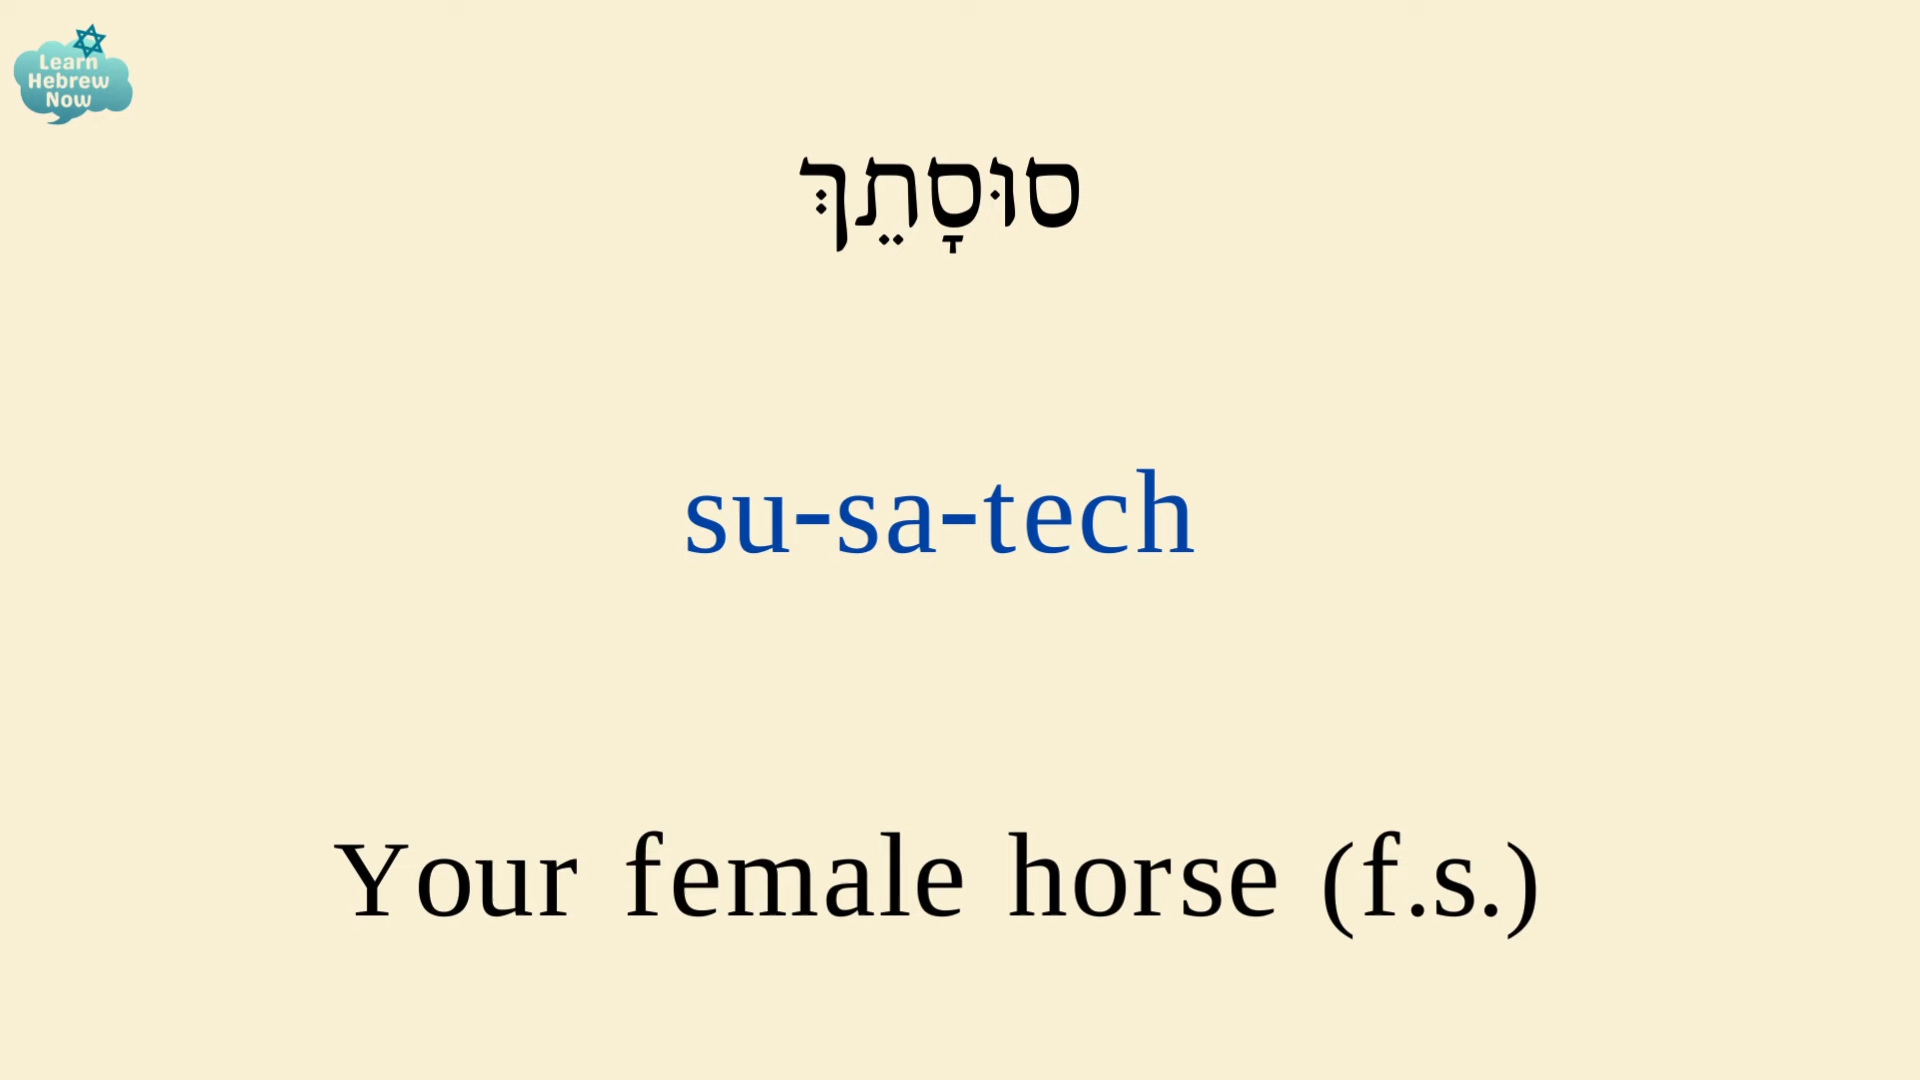 Learn
Hebrew
Now
סוּסָתֵךְ
su-sa-tech
Your female horse (f.s.)